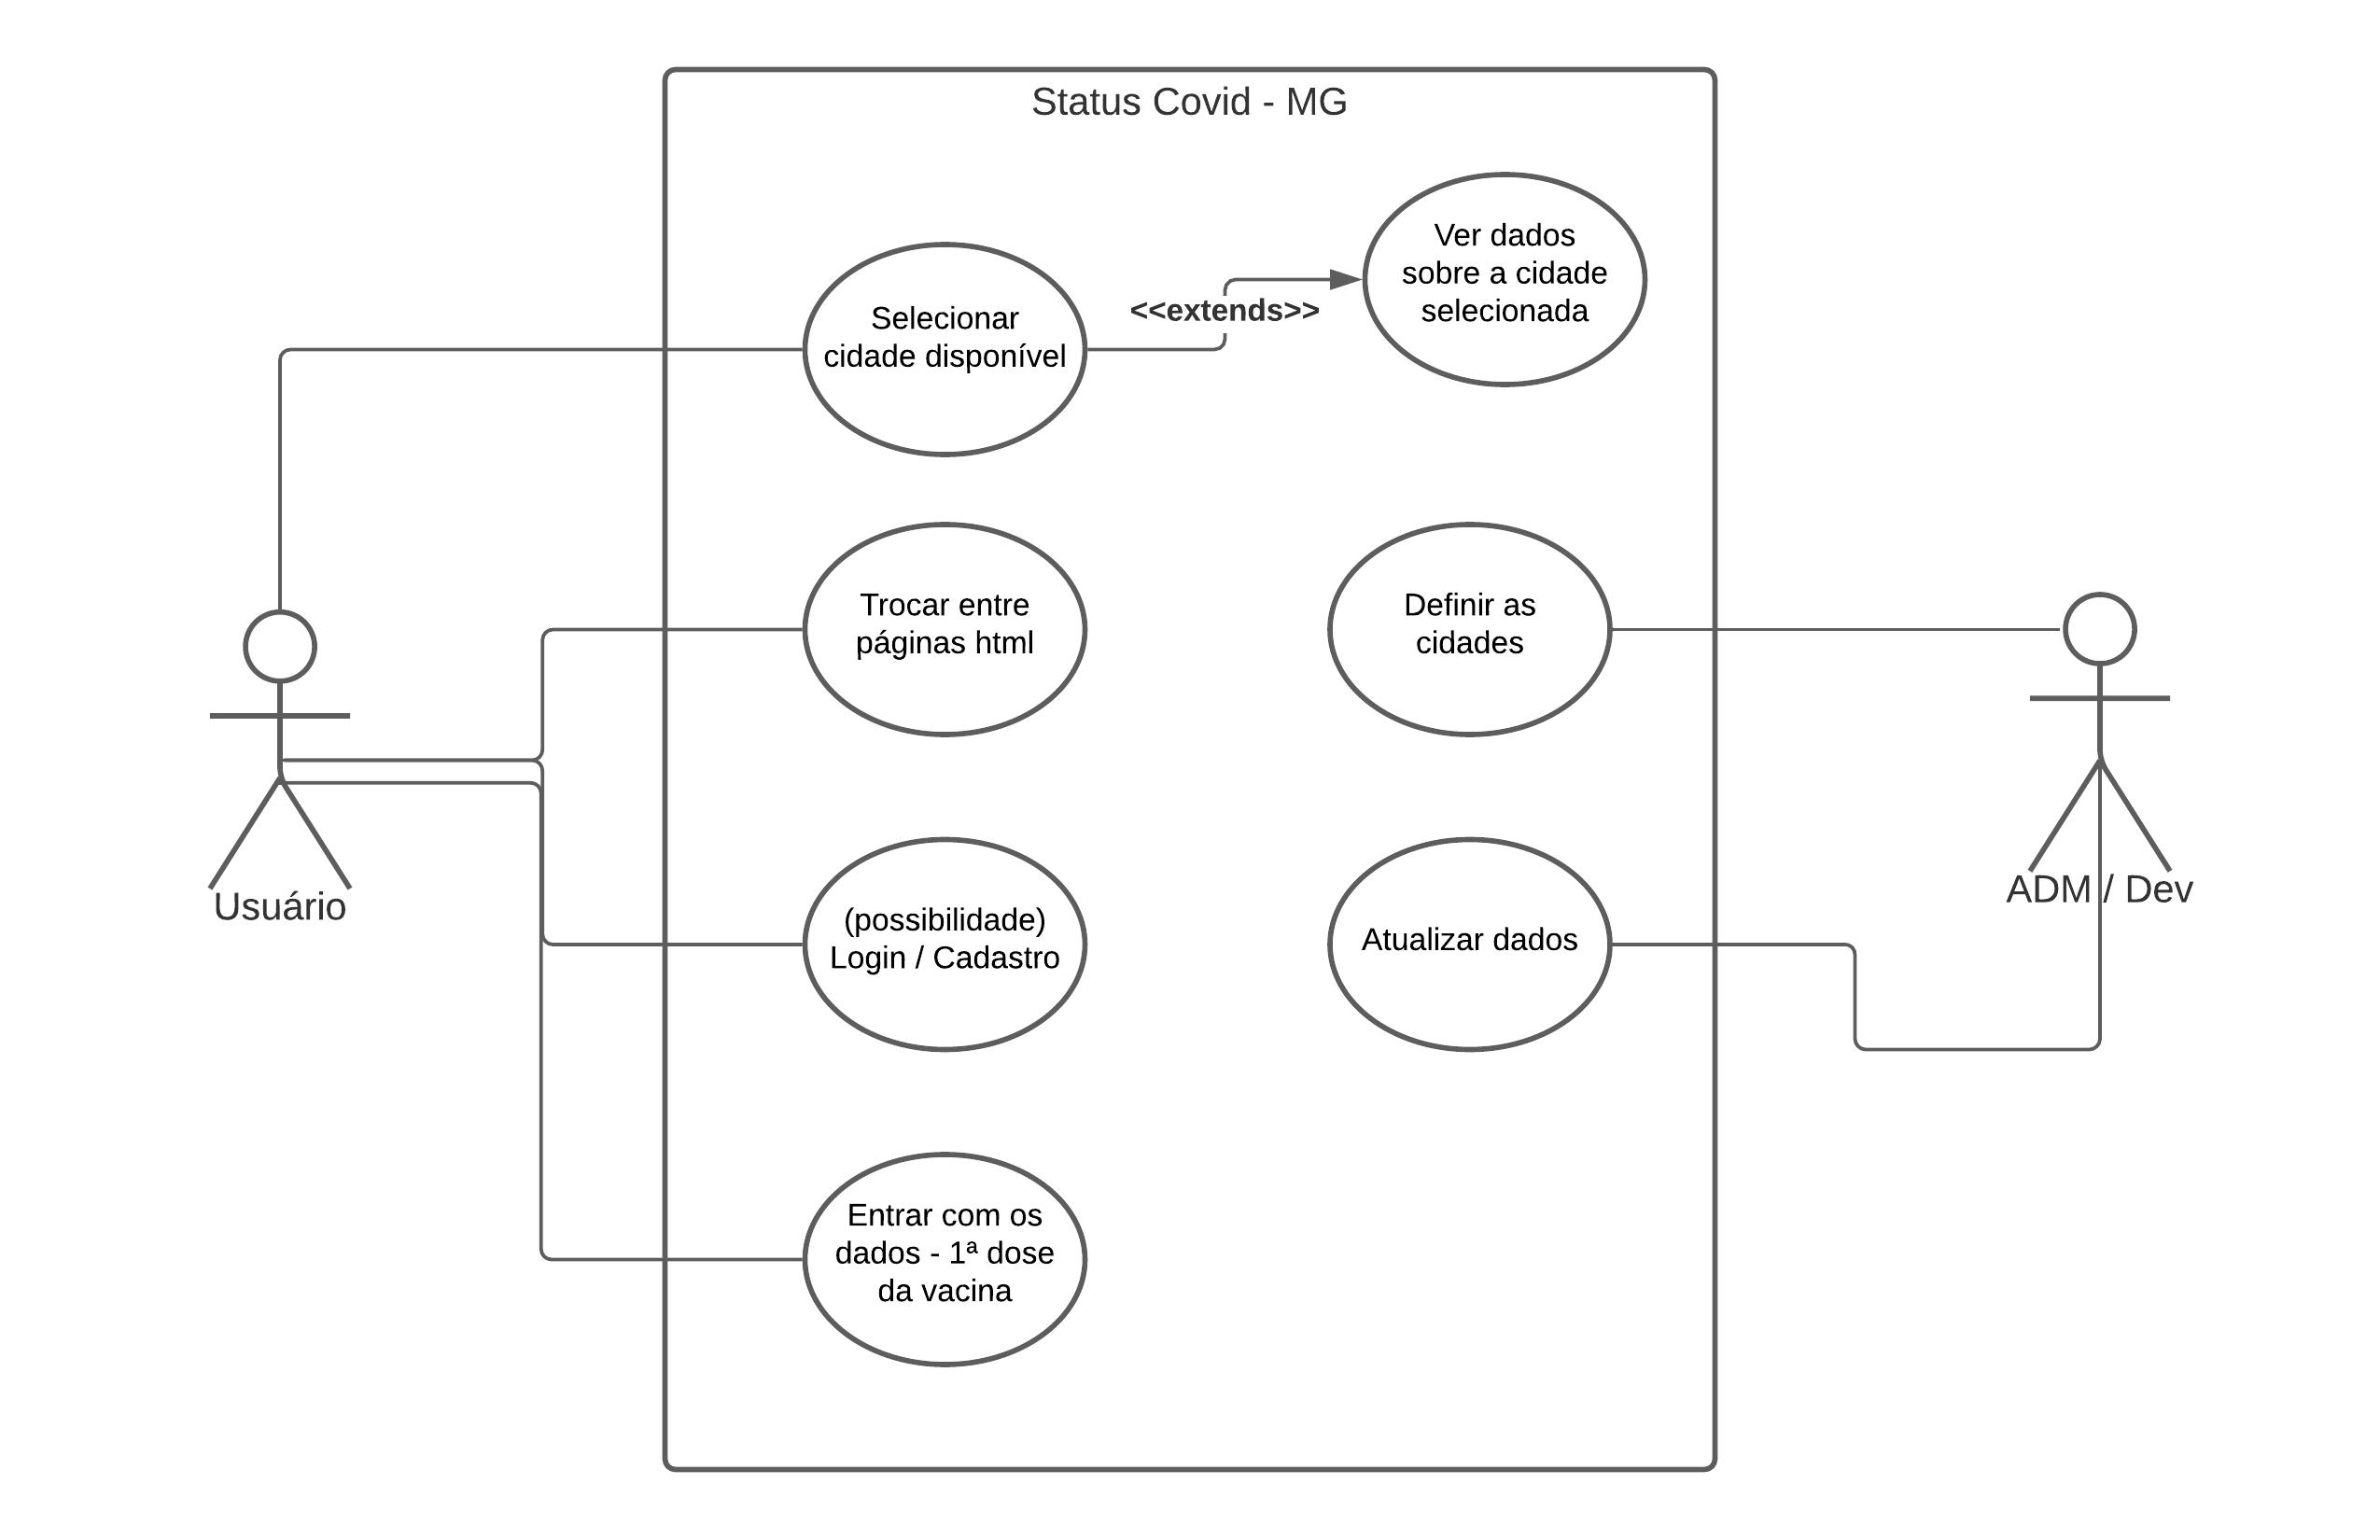 Status Covid - MG
Ver dados
sobre a cidade
selecionada
<<extends>>
Selecionar
cidade disponível
Trocar entre
páginas html
Definir as
cidades
Usuário
ADM / Dev
(possibilidade)
Login / Cadastro
Atualizar dados
Entrar com os
dados - 1ª dose
da vacina